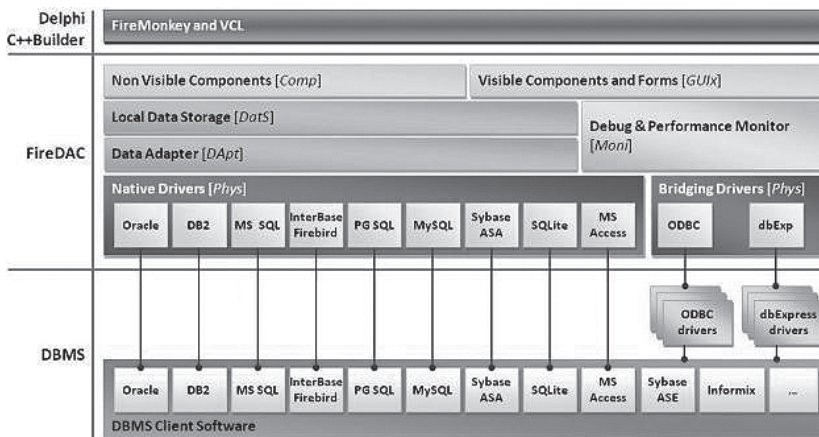 Delphi
C++Builder
FireMonkey and VCL
FireDAC
Non Visible Components [Comp]
Visible Components and Forms [GUIx]
Local Data Storage [DatS]
Debug & Performance Monitor
[Moni]
Data Adapter [DApt]
Native Drivers [Phys]
Bridging Drivers [Phys]
Oracle
DB2
MS SQL
InterBase
Firebird
PG SQL
MySQL
Sybase
ASA
SQLite
MS
Access
ODBC
dbExp
DBMS
ODBC
drivers
dbExpress
drivers
Oracle
DB2
MS SQL
InterBase
Firebird
PG SQL
MySQL
Sybase
ASA
SQLite
MS
Access
Sybase
ASE
Informix
...
DBMS Client Software